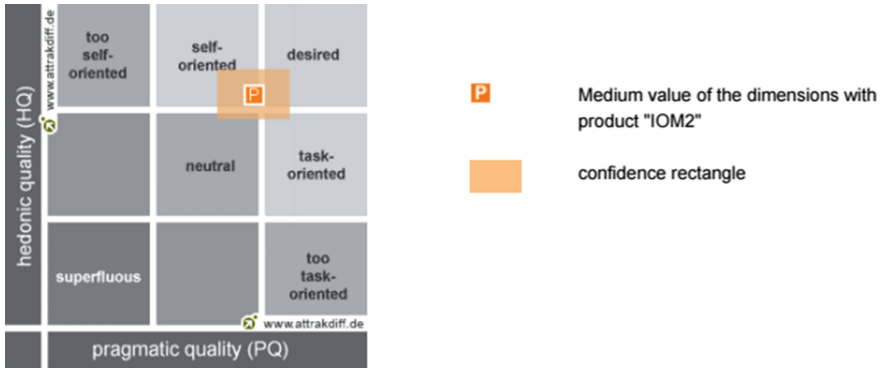 hedonic quality (HQ)
www.attrakdiff.de
too
self-
oriented
self-
oriented
desired
P
neutral
task-
oriented
superfluous
too
task-
oriented
www.attrakdiff.de
pragmatic quality (PQ)
P
Medium value of the dimensions with
product "IOM2"
confidence rectangle